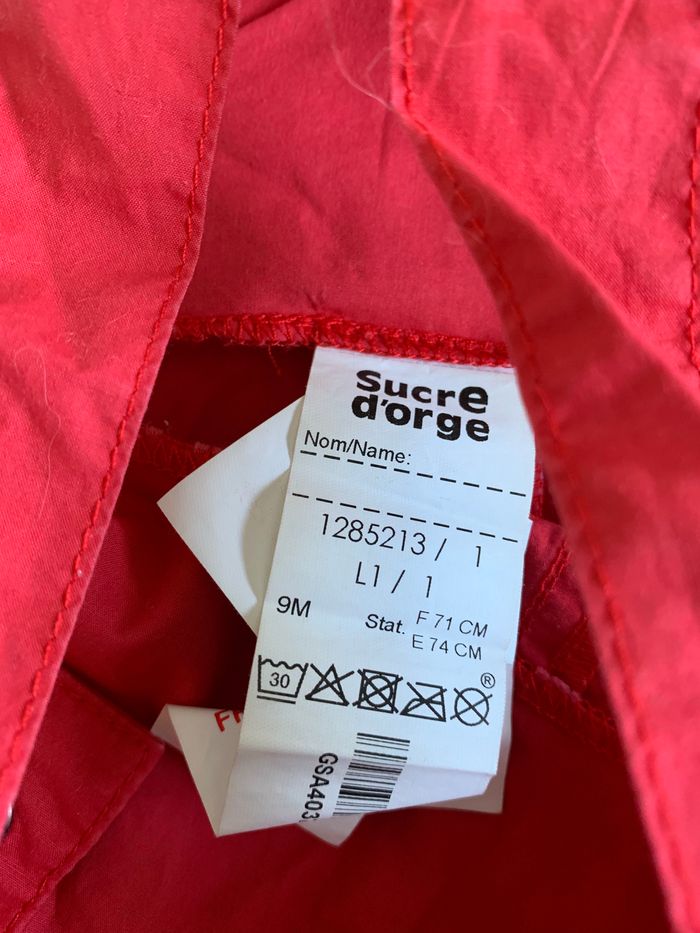 Sucre
d'orge
Nom/Name:
1285213 / 1
L1 / 1
9M
Stat. F 71 CM
E 74 CM
30
®
GSA403